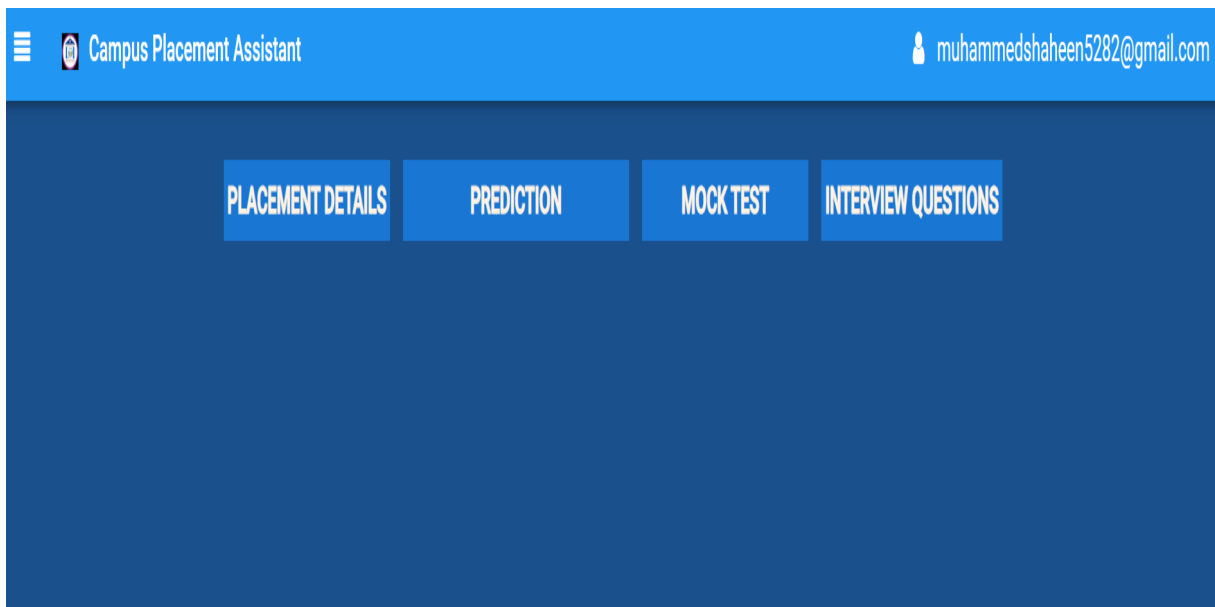 Campus Placement Assistant muhammedshaheen5282@gmail.com
PLACEMENT DETAILS PREDICTION MOCK TEST INTERVIEW QUESTIONS